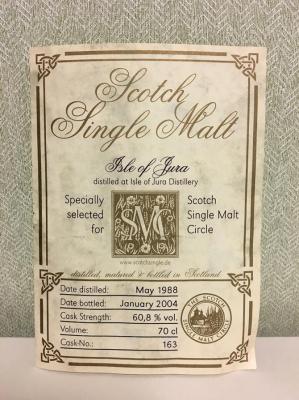 Scotch
Single Malt
Isle of Jura
distilled at Isle of Jura Distillery
Specially
selected
for
SMC
Scotch
Single Malt
Circle
www.scotchsingle.de
distilled, matured & bottled in Scotland
Date distilled: May 1988
Date bottled: January 2004
Cask Strength: 60,8 % vol.
Volume: 70 cl
Cask-No.: 163
THE SCOTCH
SINGLE MALT CIRCLE